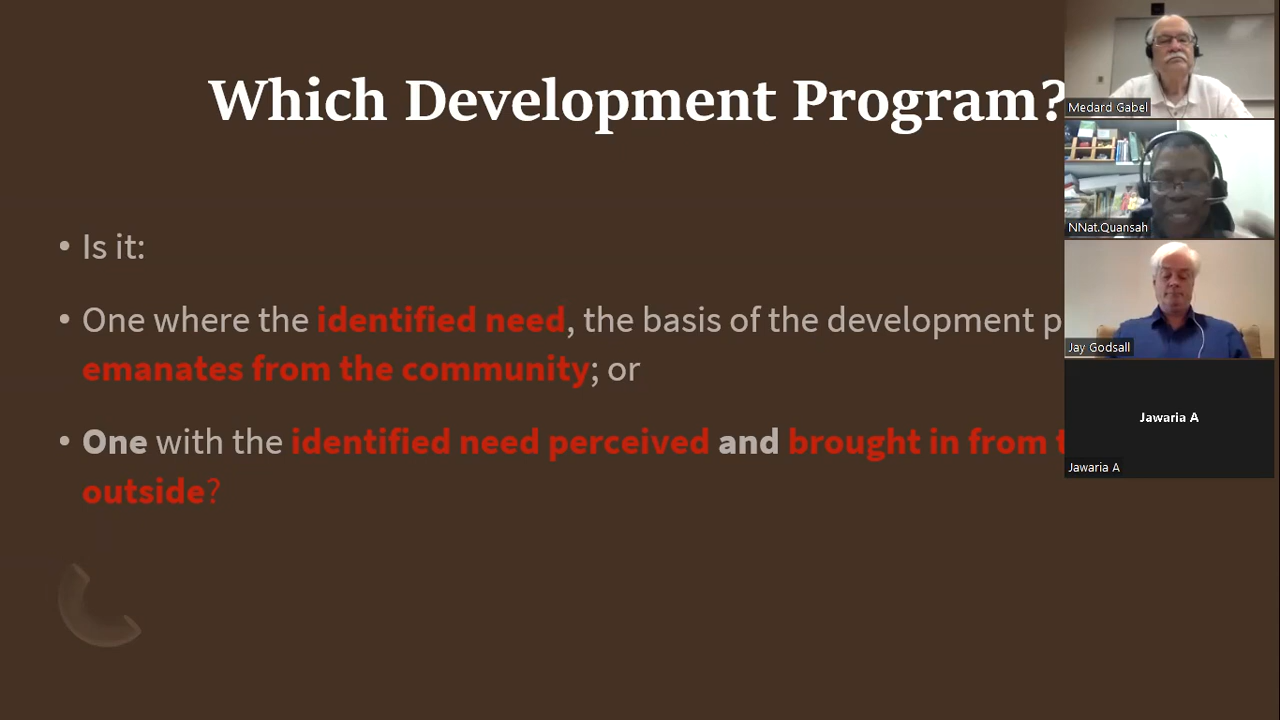 Which Development Program?
• Is it:
• One where the identified need, the basis of the development p
emanates from the community; or
• One with the identified need perceived and brought in from t
outside?
Medard Gabel
NNat.Quansah
Jay Godsall
Jawaria A
Jawaria A